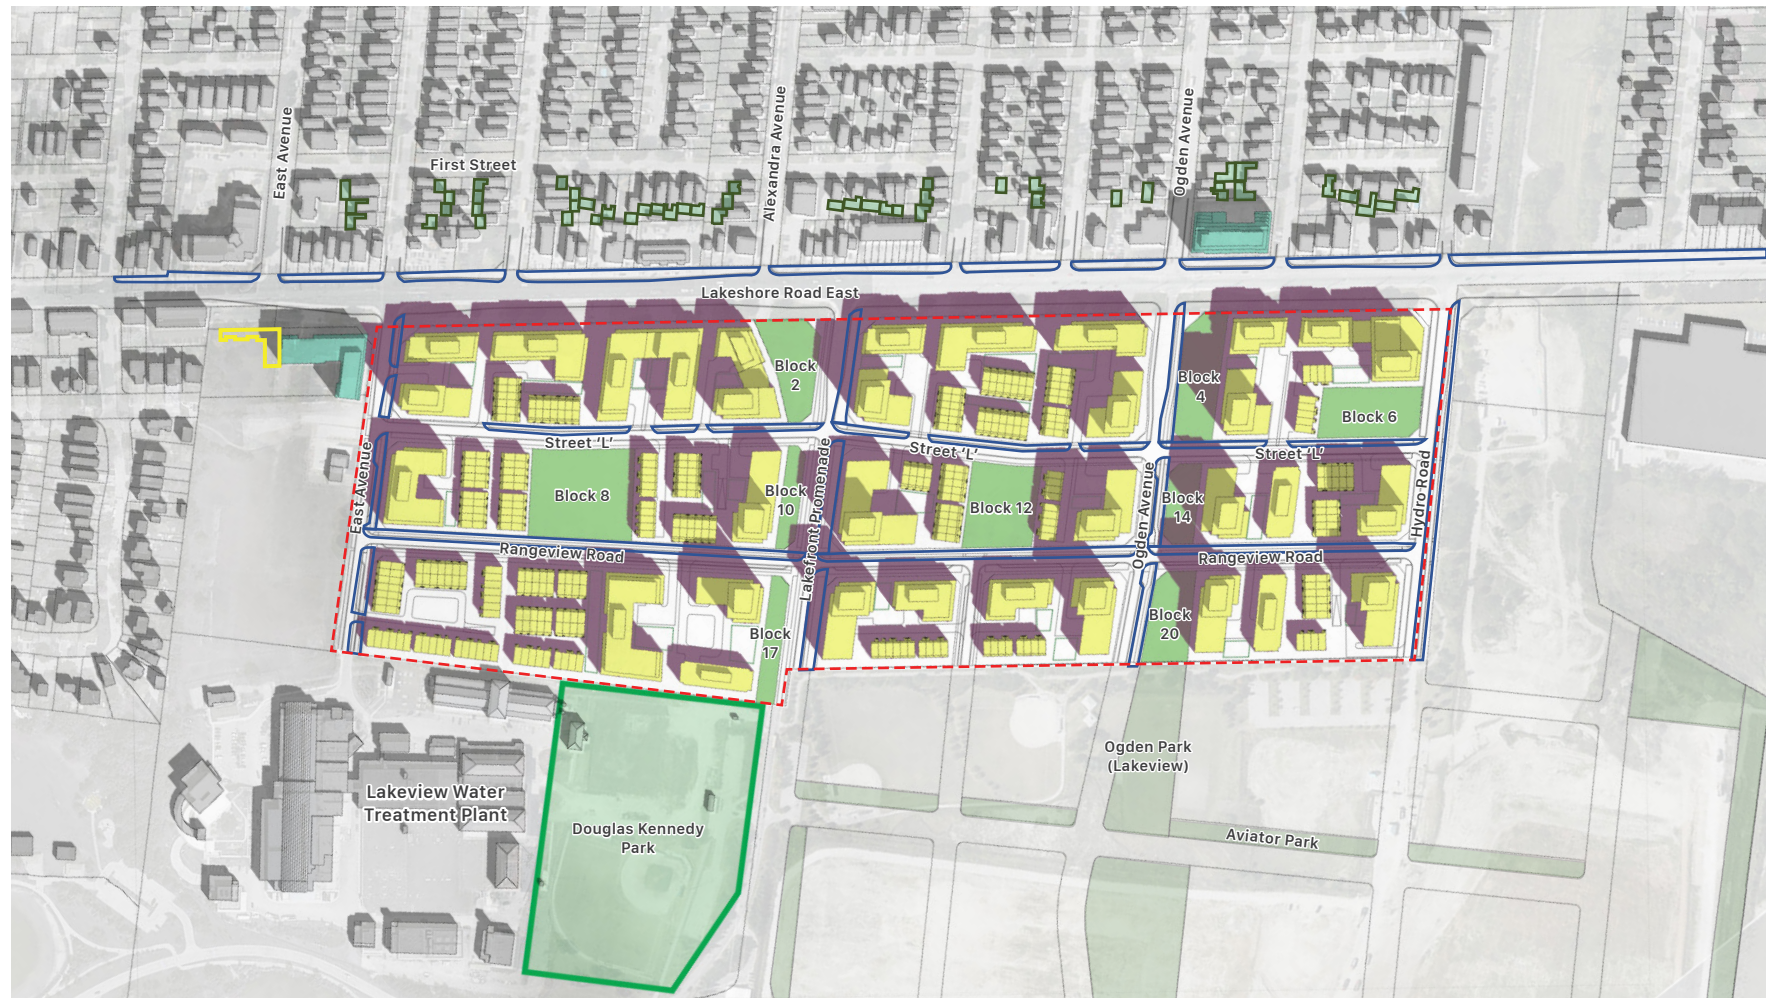 East Avenue
First Street
Alexandra Avenue
Ogden Avenue
Lakeshore Road East
Block
2
Block
4
Block 6
Street ‘L’
Street ‘L’
Street ‘L’
East Avenue
Block 8
Block
10
Lakefront Promenade
Block 12
Ogden Avenue
Block
14
Hydro Road
Rangeview Road
Rangeview Road
Block
17
Block
20
Ogden Park
(Lakeview)
Lakeview Water
Treatment Plant
Douglas Kennedy
Park
Aviator Park